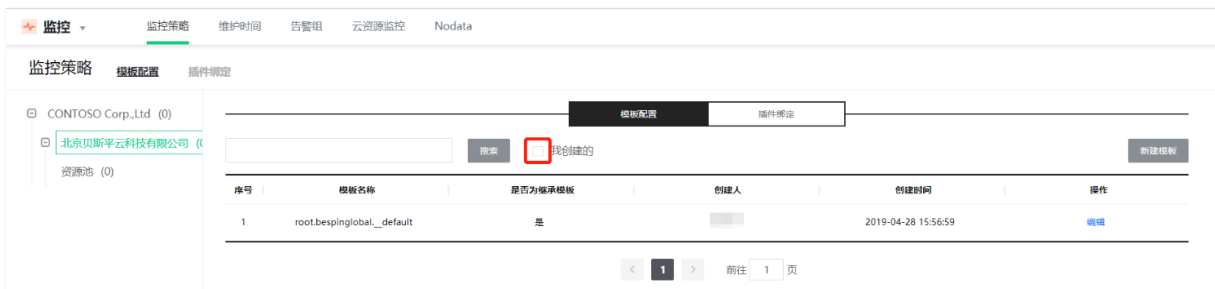 监控 监控策略 维护时间 告警组 云资源监控 Nodata
监控策略 模板配置 插件绑定
CONTOSO Corp.,Ltd (0)
模板配置 插件绑定
北京贝斯平云科技有限公司
搜索 我创建的 新建模板
资源池 (0)
序号 模板名称 是否为继承模板 创建人 创建时间 操作
1 root.bespinglobal.__default 是 2019-04-28 15:56:59 编辑
< 1 > 前往 1 页